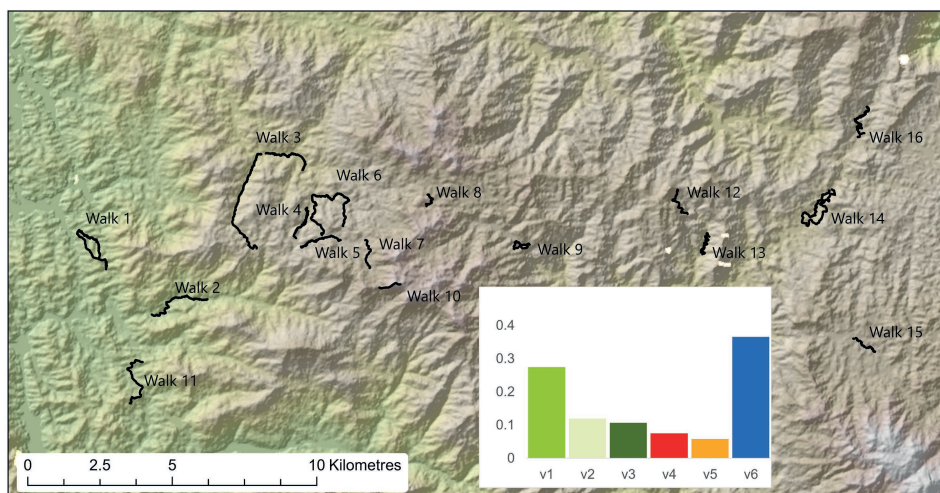 Walk 3
Walk 16
Walk 6
Walk 8
Walk 12
Walk 1
Walk 4
Walk 14
Walk 5
Walk 7
Walk 9
Walk 13
Walk 2
Walk 10
Walk 15
Walk 11
0.4
0.3
0.2
0.1
0
v1 v2 v3 v4 v5 v6
0 2.5 5 10 Kilometres